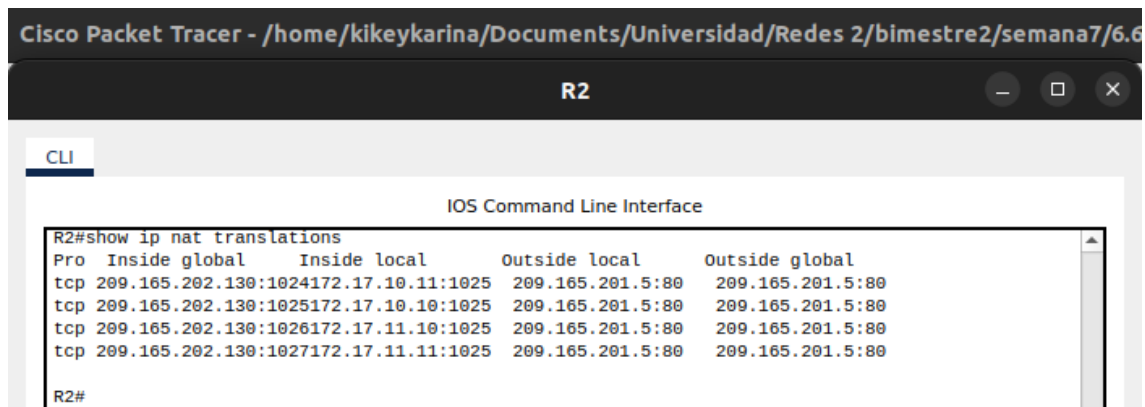 Cisco Packet Tracer - /home/kikeykarina/Documents/Universidad/Redes 2/bimestre2/semana7/6.6
R2
CLI
IOS Command Line Interface
R2#show ip nat translations
Pro  Inside global     Inside local       Outside local      Outside global
tcp 209.165.202.130:1024172.17.10.11:1025  209.165.201.5:80   209.165.201.5:80
tcp 209.165.202.130:1025172.17.10.10:1025  209.165.201.5:80   209.165.201.5:80
tcp 209.165.202.130:1026172.17.11.10:1025  209.165.201.5:80   209.165.201.5:80
tcp 209.165.202.130:1027172.17.11.11:1025  209.165.201.5:80   209.165.201.5:80
R2#